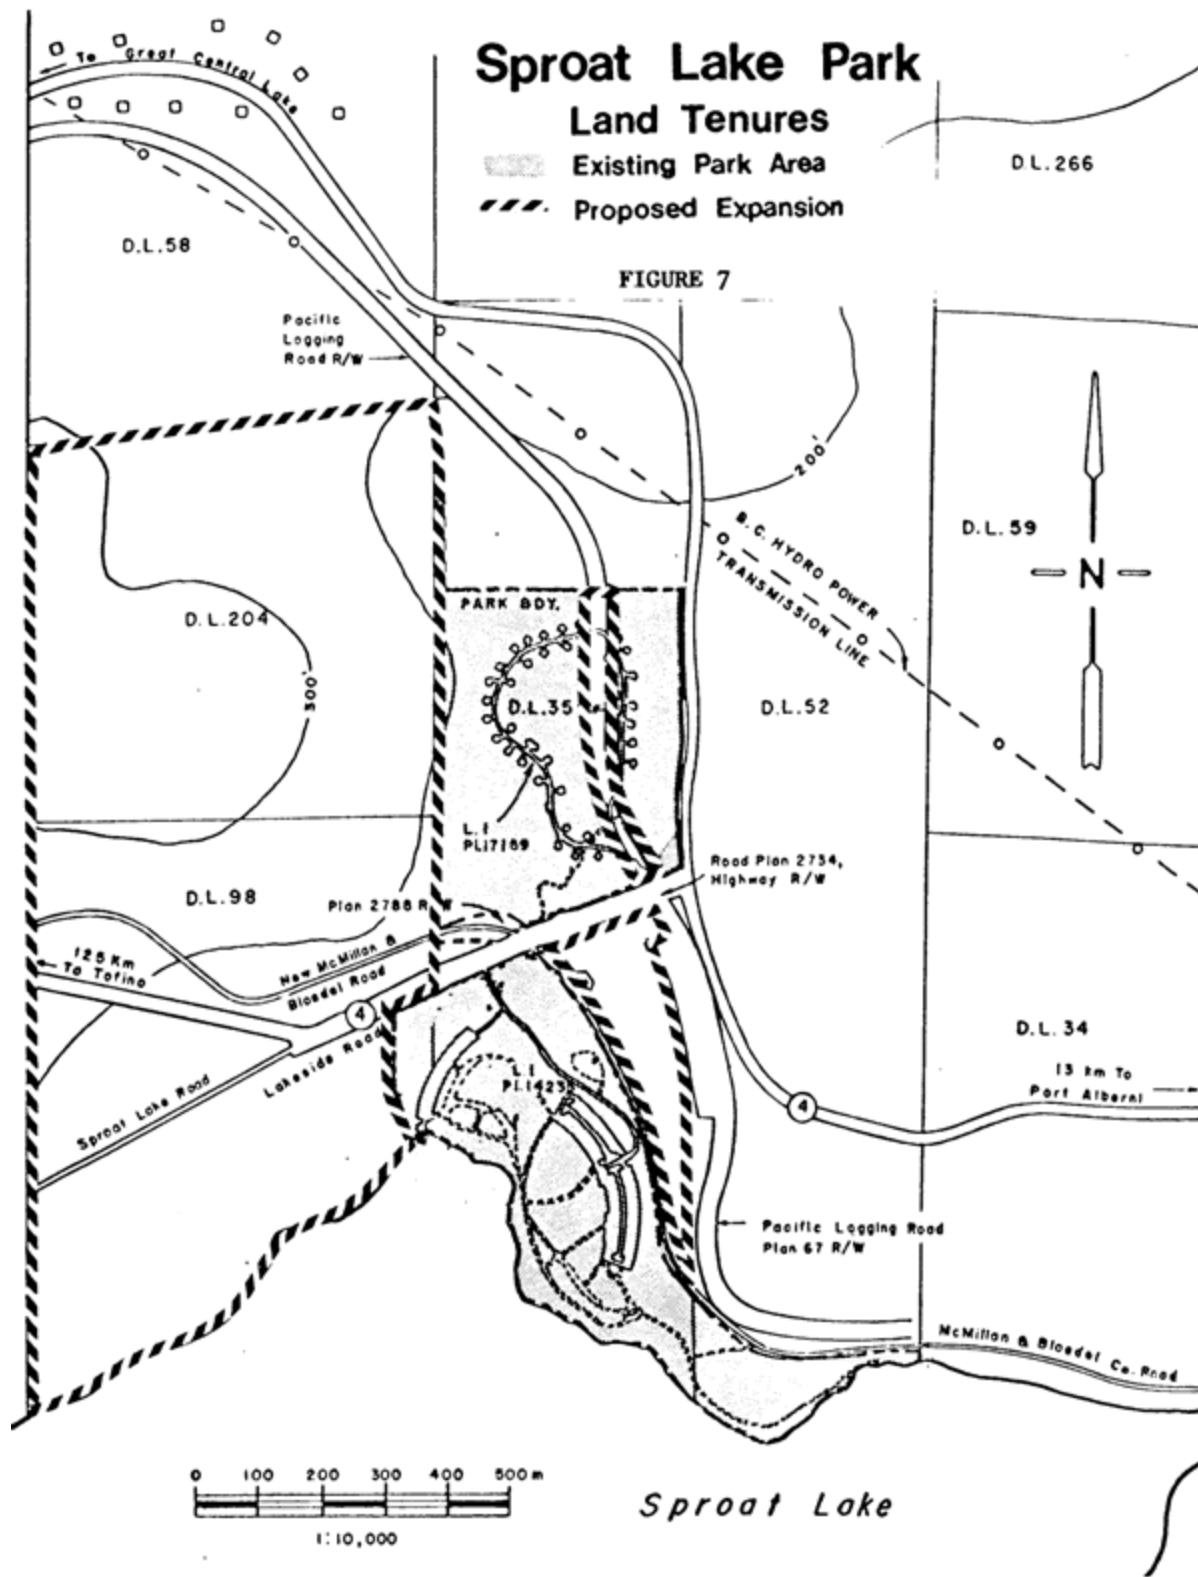 Sproat Lake Park
Land Tenures
Existing Park Area
Proposed Expansion
FIGURE 7
To Great Central Lake
D.L.266
D.L.58
Pacific
Logging
Road R/W
200'
B.C. HYDRO POWER
TRANSMISSION LINE
D.L.59
N
PARK BDY.
D.L.204
300'
D.L.35
D.L.52
L.1
PL17169
Road Plan 2734,
Highway R/W
D.L.98
Plan 2786 R/W
125 Km
To Tofino
New McMillan &
Bloedel Road
4
Lakeside Road
Sproat Lake Road
L.1
PL1423
D.L.34
13 km To
Port Alberni
4
Pacific Logging Road
Plan 67 R/W
McMillan & Bloedel Co. Road
0 100 200 300 400 500 m
1:10,000
Sproat Lake